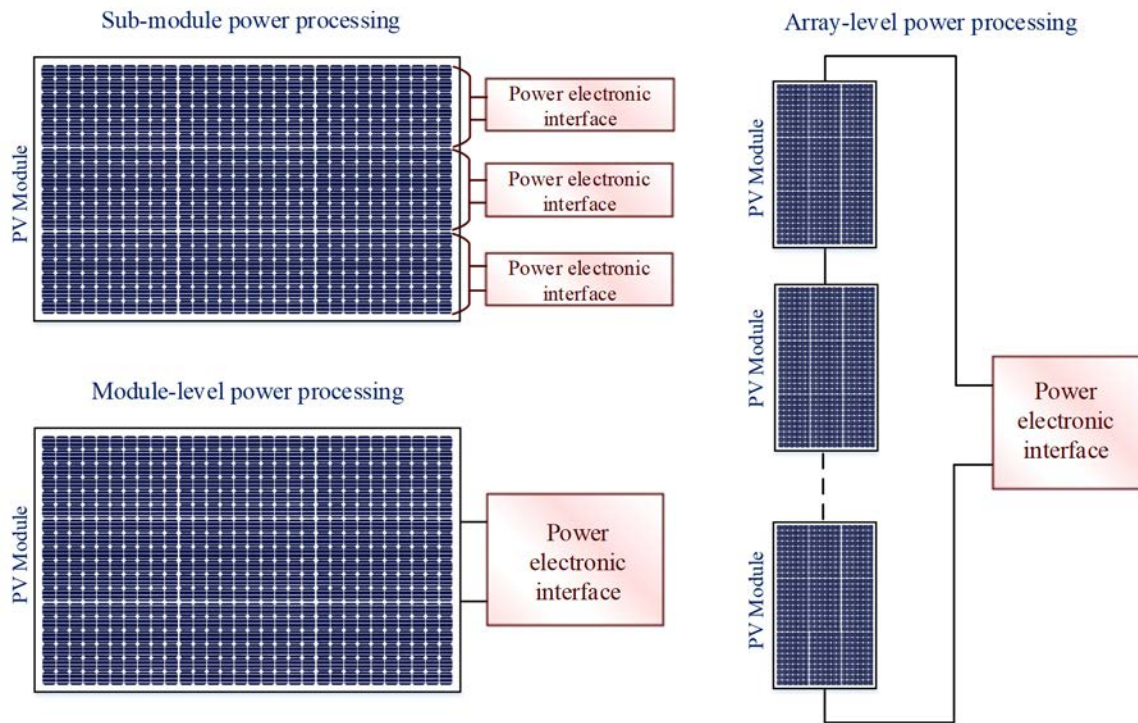 Sub-module power processing
PV Module
Power electronic
interface
Power electronic
interface
Power electronic
interface
Module-level power processing
PV Module
Power
electronic
interface
Array-level power processing
PV Module
PV Module
PV Module
Power
electronic
interface